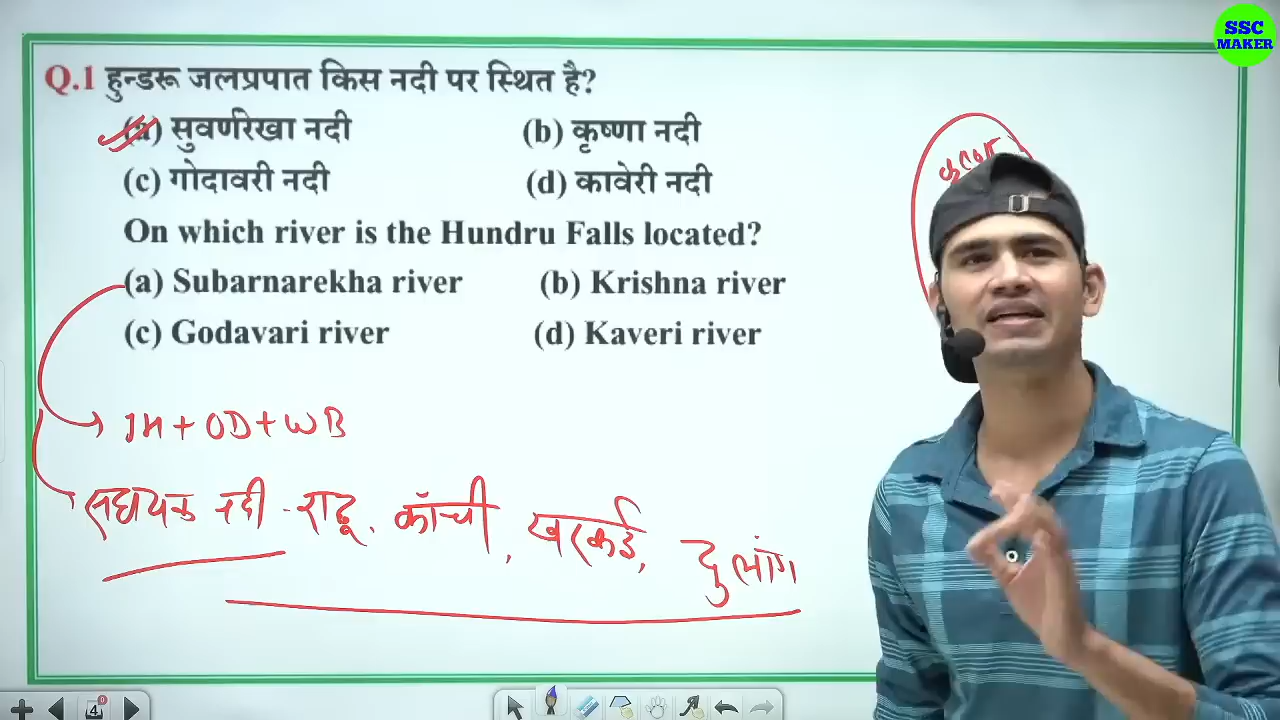 SSC
MAKER
Q.1 हुन्डरू जलप्रपात किस नदी पर स्थित है?
(a) सुवर्णरेखा नदी (b) कृष्णा नदी
(c) गोदावरी नदी (d) कावेरी नदी
On which river is the Hundru Falls located?
(a) Subarnarekha river (b) Krishna river
(c) Godavari river (d) Kaveri river
JH + OD + WB
सहायक नदी - राढू, काँची, खरकई, दुलांग
4